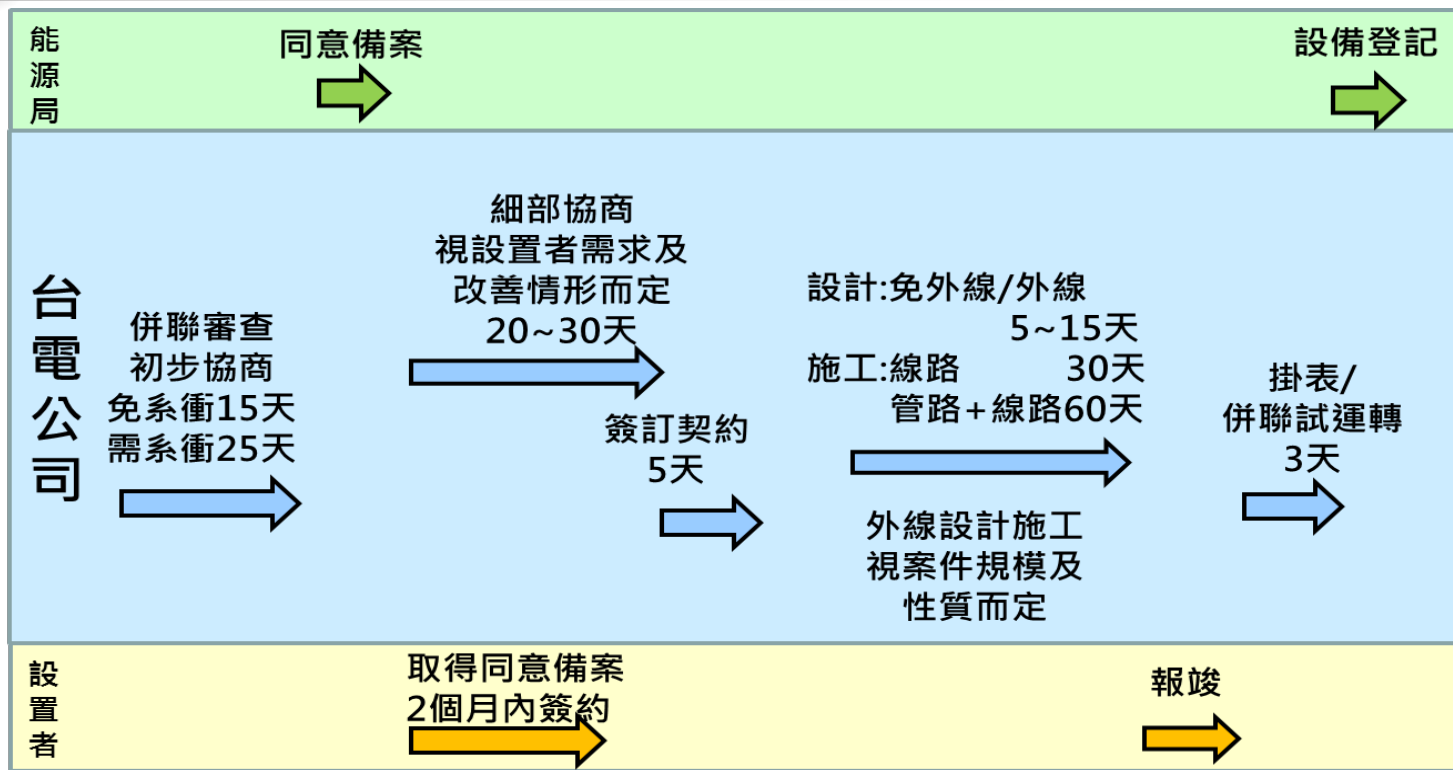 能源局
同意備案
設備登記
台電公司
併聯審查
初步協商
免系衝15天
需系衝25天
細部協商
視設置者需求及
改善情形而定
20~30天
簽訂契約
5天
設計:免外線/外線
5~15天
施工:線路 30天
管路+線路60天
外線設計施工
視案件規模及
性質而定
掛表/
併聯試運轉
3天
設置者
取得同意備案
2個月內簽約
報竣